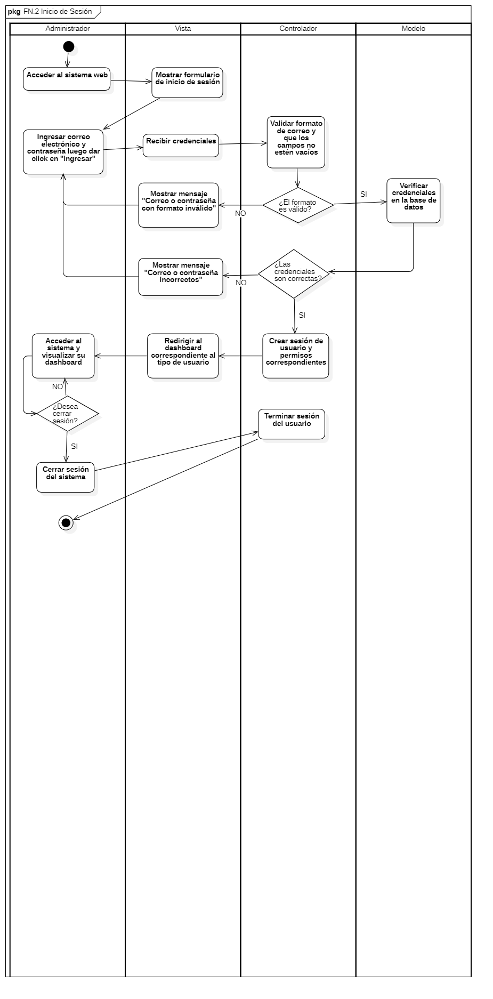 pkg FN.2 Inicio de Sesión
Administrador
Vista
Controlador
Modelo
Acceder al sistema web
Mostrar formulario
de inicio de sesión
Ingresar correo
electrónico y
contraseña luego dar
click en "Ingresar"
Recibir credenciales
Validar formato
de correo y
que los
campos no
estén vacíos
Mostrar mensaje
"Correo o contraseña
con formato inválido"
NO
¿El formato
es válido?
SI
Verificar
credenciales
en la base de
datos
Mostrar mensaje
"Correo o contraseña
incorrectos"
NO
¿Las
credenciales
son correctas?
SI
Acceder al
sistema y
visualizar su
dashboard
Redirigir al
dashboard
correspondiente al
tipo de usuario
Crear sesión de
usuario y
permisos
correspondientes
NO
¿Desea
cerrar
sesión?
Terminar sesión
del usuario
SI
Cerrar sesión
del sistema